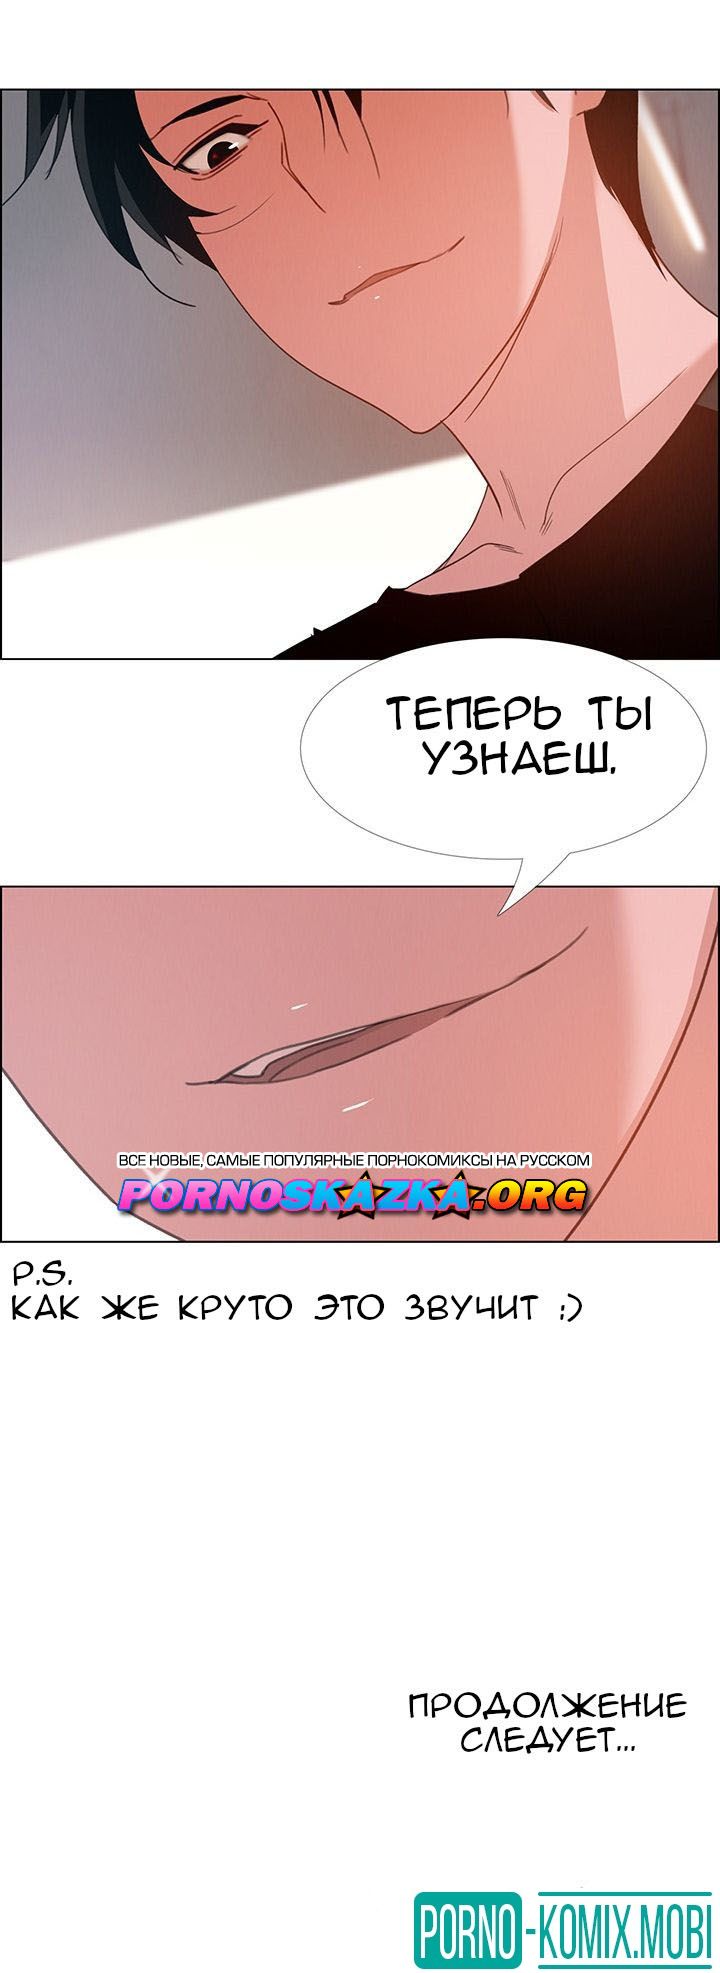 ТЕПЕРЬ ТЫ
УЗНАЕШ.
ВСЕ НОВЫЕ, САМЫЕ ПОПУЛЯРНЫЕ ПОРНОКОМИКСЫ НА РУССКОМ
PORNOSKAZKA.ORG
P.S.
КАК ЖЕ КРУТО ЭТО ЗВУЧИТ ;)
ПРОДОЛЖЕНИЕ
СЛЕДУЕТ...
PORNO-KOMIX.MOBI